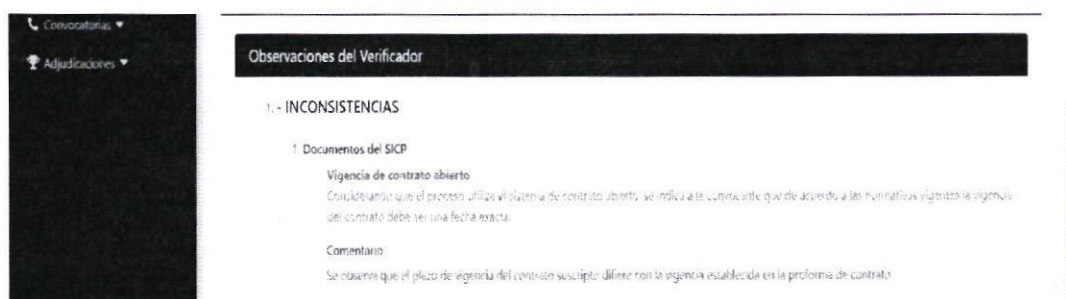 Convocatorias
Adjudicaciones
Observaciones del Verificador
1. - INCONSISTENCIAS
1 Documentos del SICP
Vigencia de contrato abierto
Considerando que el proceso utiliza el sistema de contrato abierto, se indica a la convocante que de acuerdo a las normativas vigentes la vigencia
del contrato debe ser una fecha exacta.
Comentario
Se observa que el plazo de vigencia del contrato suscripto difiere con la vigencia establecida en la proforma de contrato